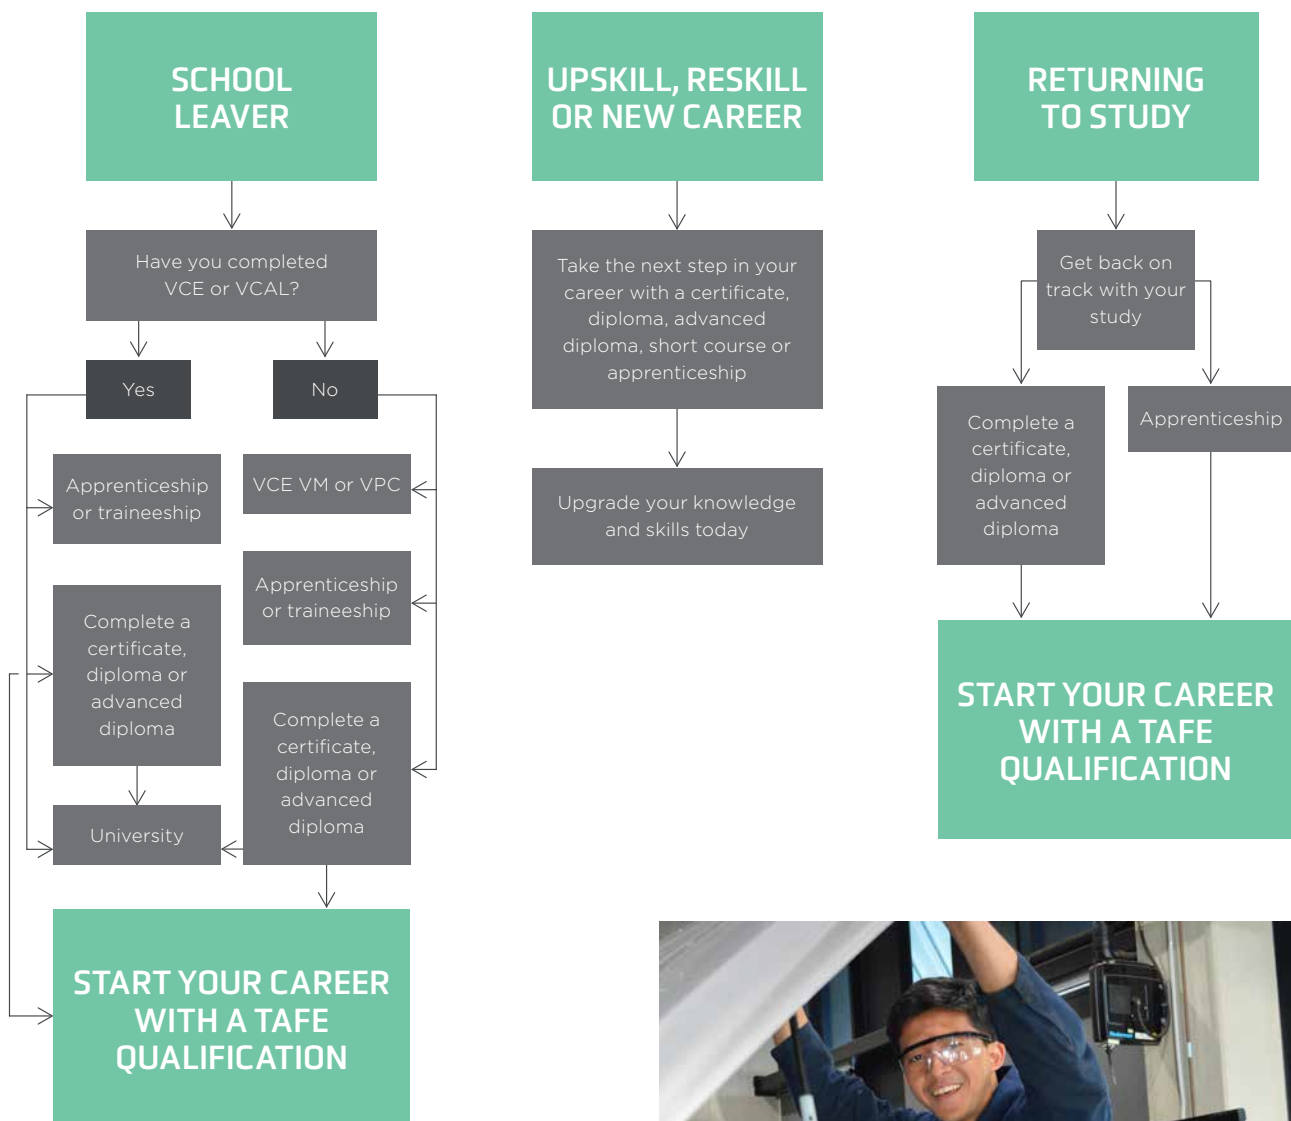 SCHOOL
LEAVER
Have you completed
VCE or VCAL?
Yes
No
Apprenticeship
or traineeship
VCE VM or VPC
Apprenticeship
or traineeship
Complete a
certificate,
diploma or
advanced
diploma
Complete a
certificate,
diploma or
advanced
diploma
University
START YOUR CAREER
WITH A TAFE
QUALIFICATION
UPSKILL, RESKILL
OR NEW CAREER
Take the next step in your
career with a certificate,
diploma, advanced
diploma, short course or
apprenticeship
Upgrade your knowledge
and skills today
RETURNING
TO STUDY
Get back on
track with your
study
Complete a
certificate,
diploma or
advanced
diploma
Apprenticeship
START YOUR CAREER
WITH A TAFE
QUALIFICATION